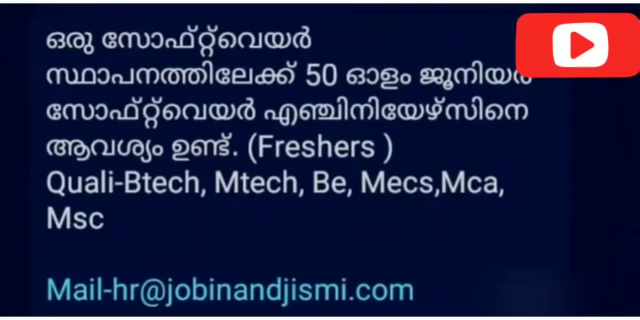 ഒരു സോഫ്റ്റ്‌വെയർ
സ്ഥാപനത്തിലേക്ക് 50 ഓളം ജൂനിയർ
സോഫ്റ്റ്‌വെയർ എഞ്ചിനിയേഴ്സിനെ
ആവശ്യം ഉണ്ട്. (Freshers )
Quali-Btech, Mtech, Be, Mecs,Mca,
Msc
Mail-hr@jobinandjismi.com